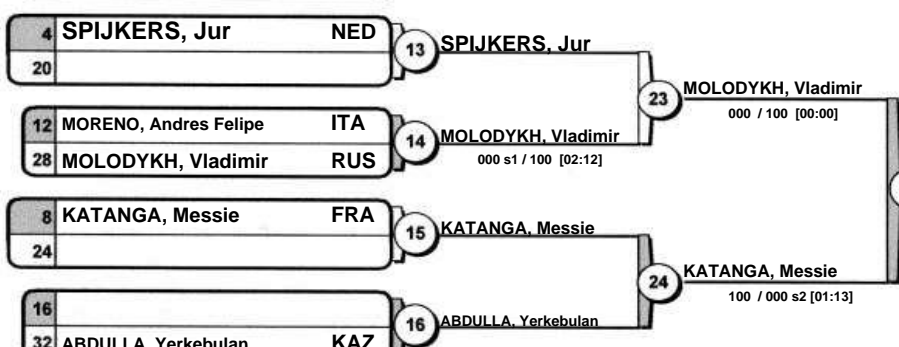 4 SPIJKERS, Jur NED
20
13 SPIJKERS, Jur
12 MORENO, Andres Felipe ITA
28 MOLODYKH, Vladimir RUS
14 MOLODYKH, Vladimir
000 s1 / 100 [02:12]
23 MOLODYKH, Vladimir
000 / 100 [00:00]
8 KATANGA, Messie FRA
24
15 KATANGA, Messie
16
32 ABDULLA, Yerkebulan KAZ
16 ABDULLA, Yerkebulan
24 KATANGA, Messie
100 / 000 s2 [01:13]